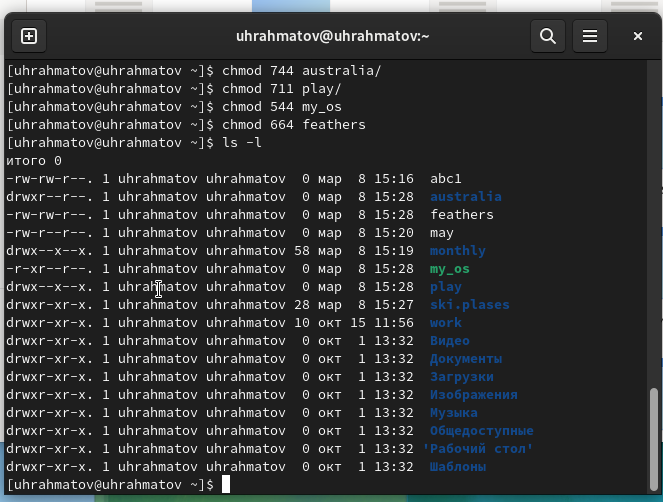 uhrahmatov@uhrahmatov:~
[uhrahmatov@uhrahmatov ~]$ chmod 744 australia/
[uhrahmatov@uhrahmatov ~]$ chmod 711 play/
[uhrahmatov@uhrahmatov ~]$ chmod 544 my_os
[uhrahmatov@uhrahmatov ~]$ chmod 664 feathers
[uhrahmatov@uhrahmatov ~]$ ls -l
итого 0
-rw-rw-r--. 1 uhrahmatov uhrahmatov  0 мар  8 15:16  abc1
drwxr--r--. 1 uhrahmatov uhrahmatov  0 мар  8 15:28  australia
-rw-rw-r--. 1 uhrahmatov uhrahmatov  0 мар  8 15:28  feathers
-rw-r--r--. 1 uhrahmatov uhrahmatov  0 мар  8 15:20  may
drwx--x--x. 1 uhrahmatov uhrahmatov 58 мар  8 15:19  monthly
-r-xr--r--. 1 uhrahmatov uhrahmatov  0 мар  8 15:28  my_os
drwx--x--x. 1 uhrahmatov uhrahmatov  0 мар  8 15:28  play
drwxr-xr-x. 1 uhrahmatov uhrahmatov 28 мар  8 15:27  ski.plases
drwxr-xr-x. 1 uhrahmatov uhrahmatov 10 окт 15 11:56  work
drwxr-xr-x. 1 uhrahmatov uhrahmatov  0 окт  1 13:32  Видео
drwxr-xr-x. 1 uhrahmatov uhrahmatov  0 окт  1 13:32  Документы
drwxr-xr-x. 1 uhrahmatov uhrahmatov  0 окт  1 13:32  Загрузки
drwxr-xr-x. 1 uhrahmatov uhrahmatov  0 окт  1 13:32  Изображения
drwxr-xr-x. 1 uhrahmatov uhrahmatov  0 окт  1 13:32  Музыка
drwxr-xr-x. 1 uhrahmatov uhrahmatov  0 окт  1 13:32  Общедоступные
drwxr-xr-x. 1 uhrahmatov uhrahmatov  0 окт  1 13:32 'Рабочий стол'
drwxr-xr-x. 1 uhrahmatov uhrahmatov  0 окт  1 13:32  Шаблоны
[uhrahmatov@uhrahmatov ~]$